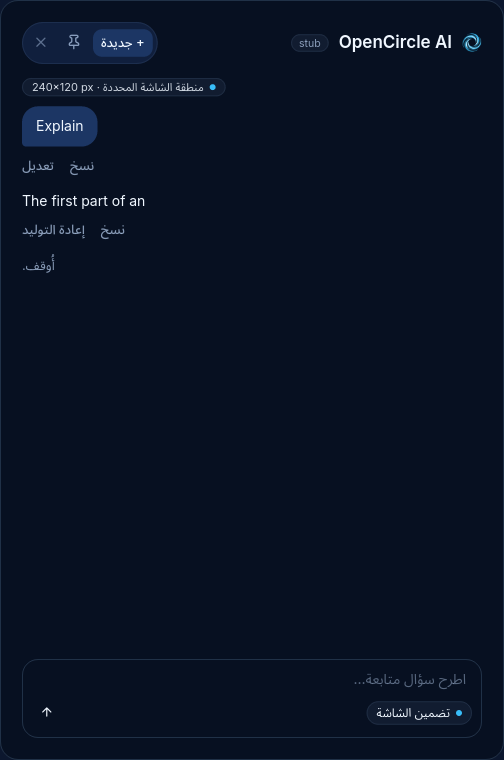 OpenCircle AI stub + جديدة
منطقة الشاشة المحددة · 240×120 px
Explain
نسخ تعديل
The first part of an
نسخ إعادة التوليد
أُوقف.
اطرح سؤال متابعة...
تضمين الشاشة